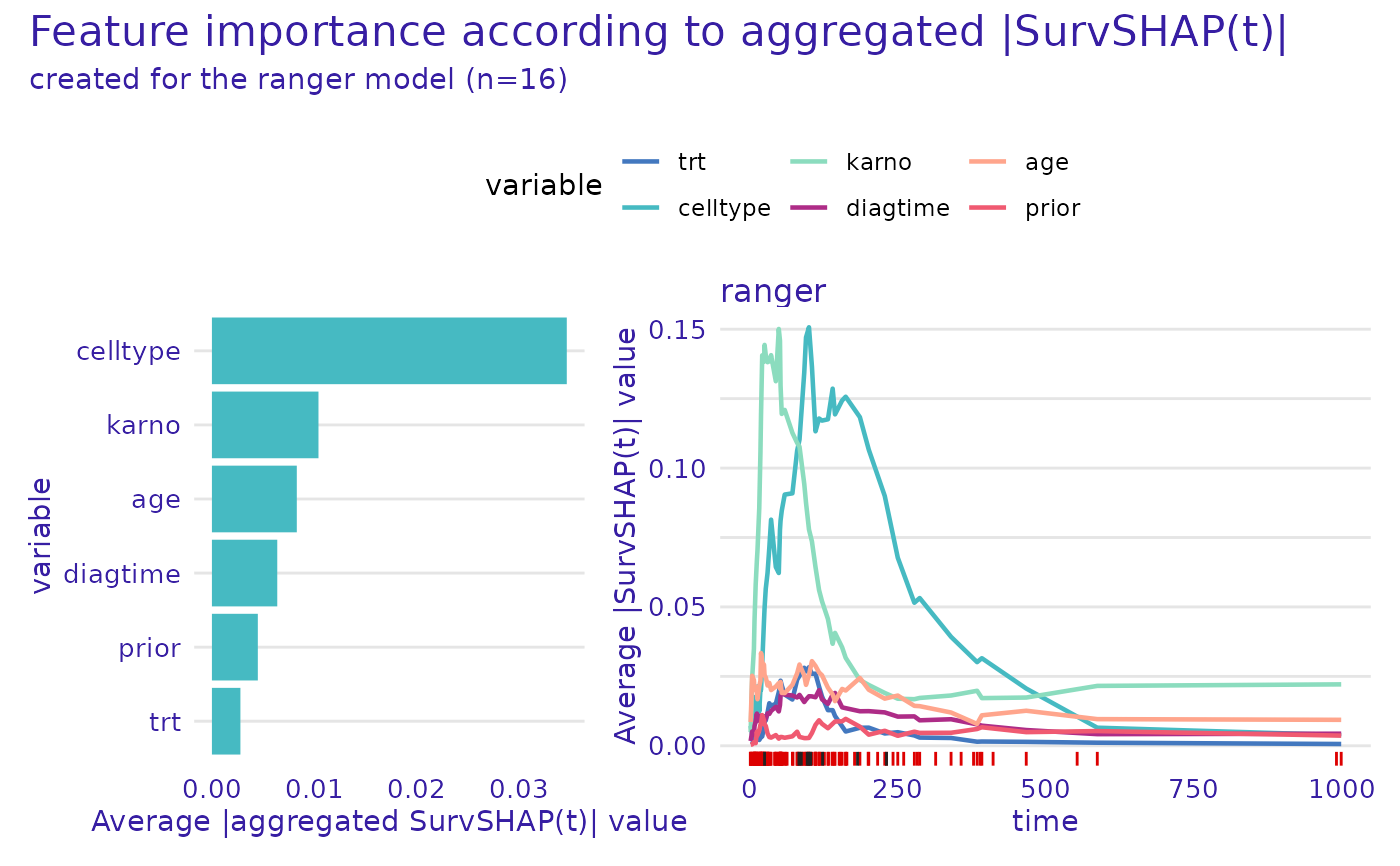 Feature importance according to aggregated |SurvSHAP(t)|
created for the ranger model (n=16)
variable
trt
karno
age
celltype
diagtime
prior
variable
celltype
karno
age
diagtime
prior
trt
0.00
0.01
0.02
0.03
Average |aggregated SurvSHAP(t)| value
ranger
Average |SurvSHAP(t)| value
0.15
0.10
0.05
0.00
0
250
500
750
1000
time